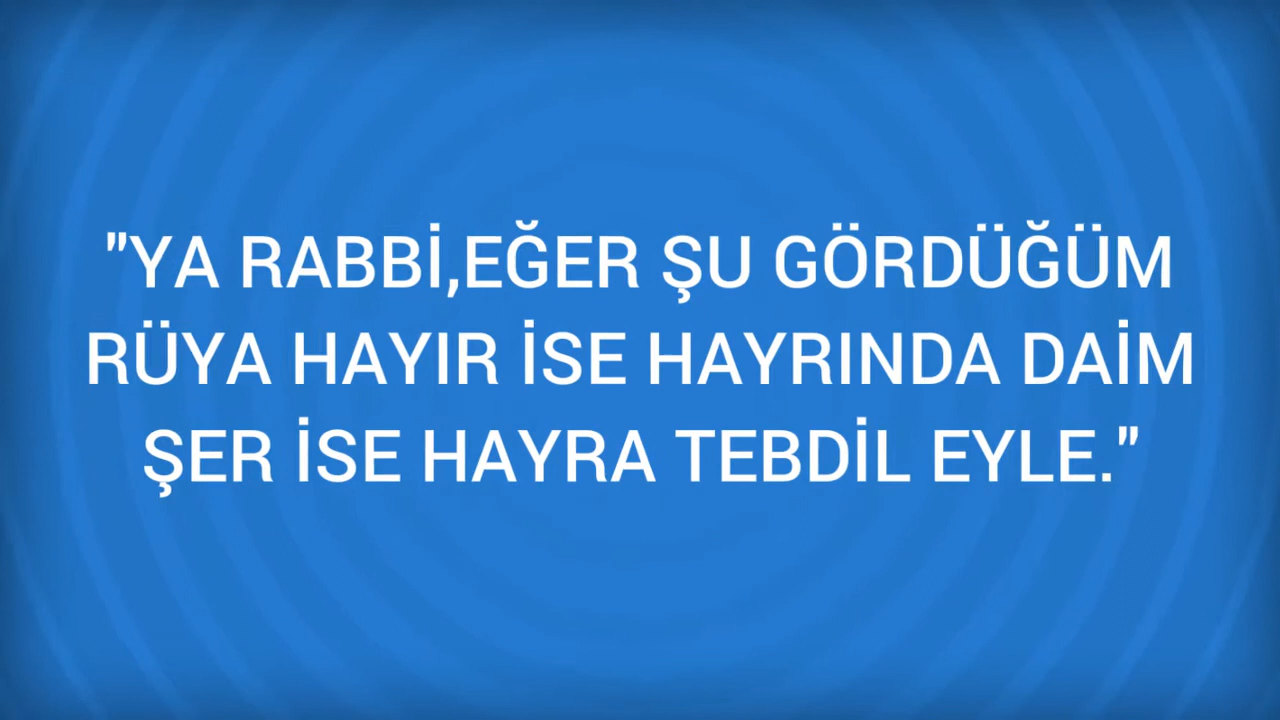 "YA RABBİ,EĞER ŞU GÖRDÜĞÜM
RÜYA HAYIR İSE HAYRINDA DAİM
ŞER İSE HAYRA TEBDİL EYLE."